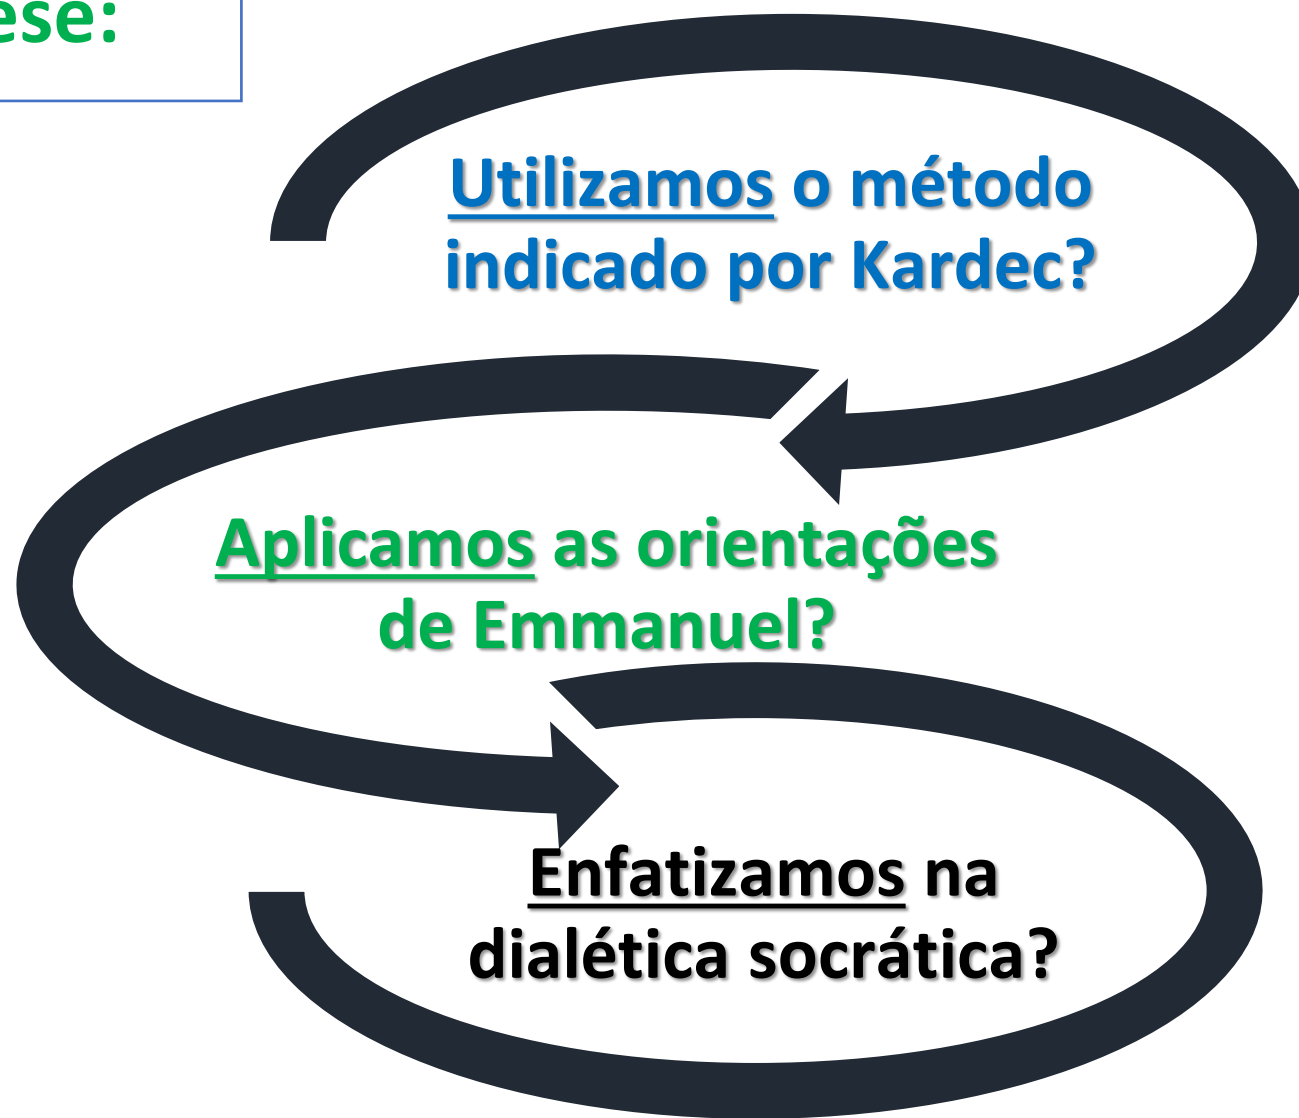 ese:
Utilizamos o método
indicado por Kardec?
Aplicamos as orientações
de Emmanuel?
Enfatizamos na
dialética socrática?